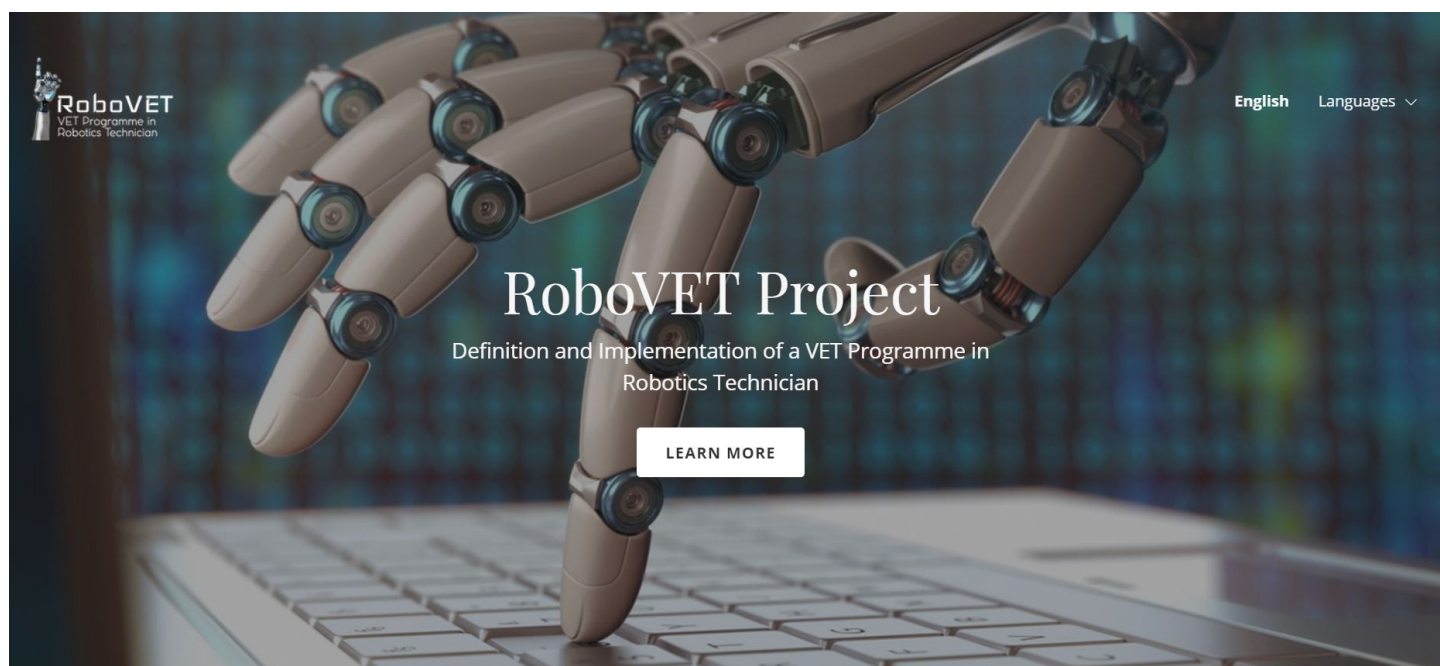 RoboVET
VET Programme in
Robotics Technician
English
Languages
RoboVET Project
Definition and Implementation of a VET Programme in
Robotics Technician
LEARN MORE